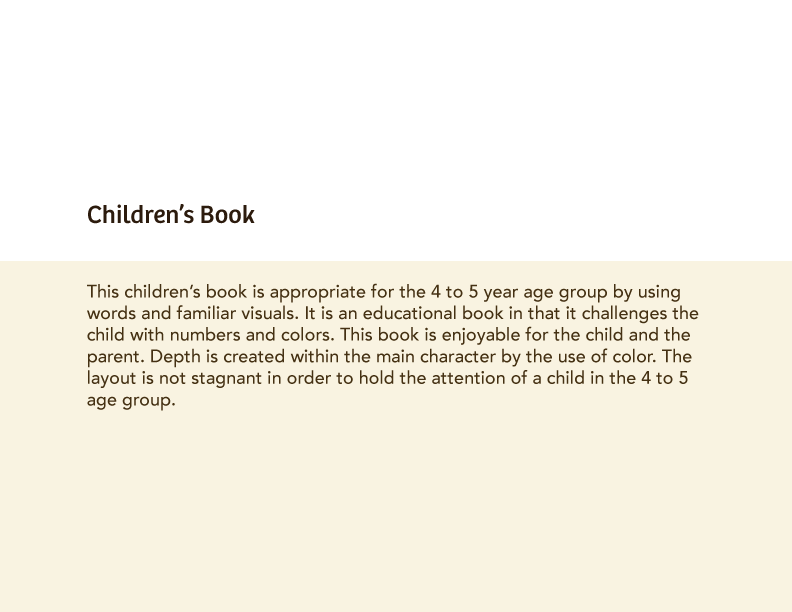 Children’s Book
This children’s book is appropriate for the 4 to 5 year age group by using
words and familiar visuals. It is an educational book in that it challenges the
child with numbers and colors. This book is enjoyable for the child and the
parent. Depth is created within the main character by the use of color. The
layout is not stagnant in order to hold the attention of a child in the 4 to 5
age group.